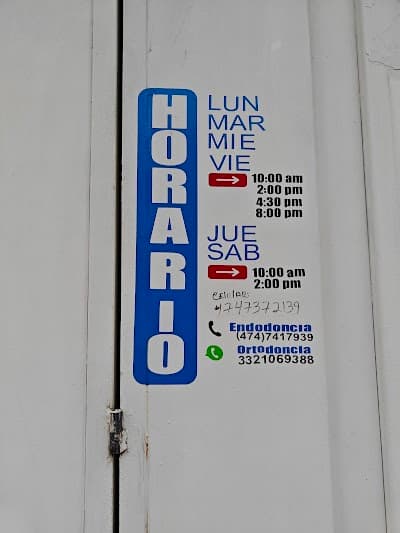 HORARIO
LUN
MAR
MIE
VIE
10:00 am
2:00 pm
4:30 pm
8:00 pm
JUE
SAB
10:00 am
2:00 pm
4747372139
Endodoncia
(474)7417939
Ortodoncia
3321069388